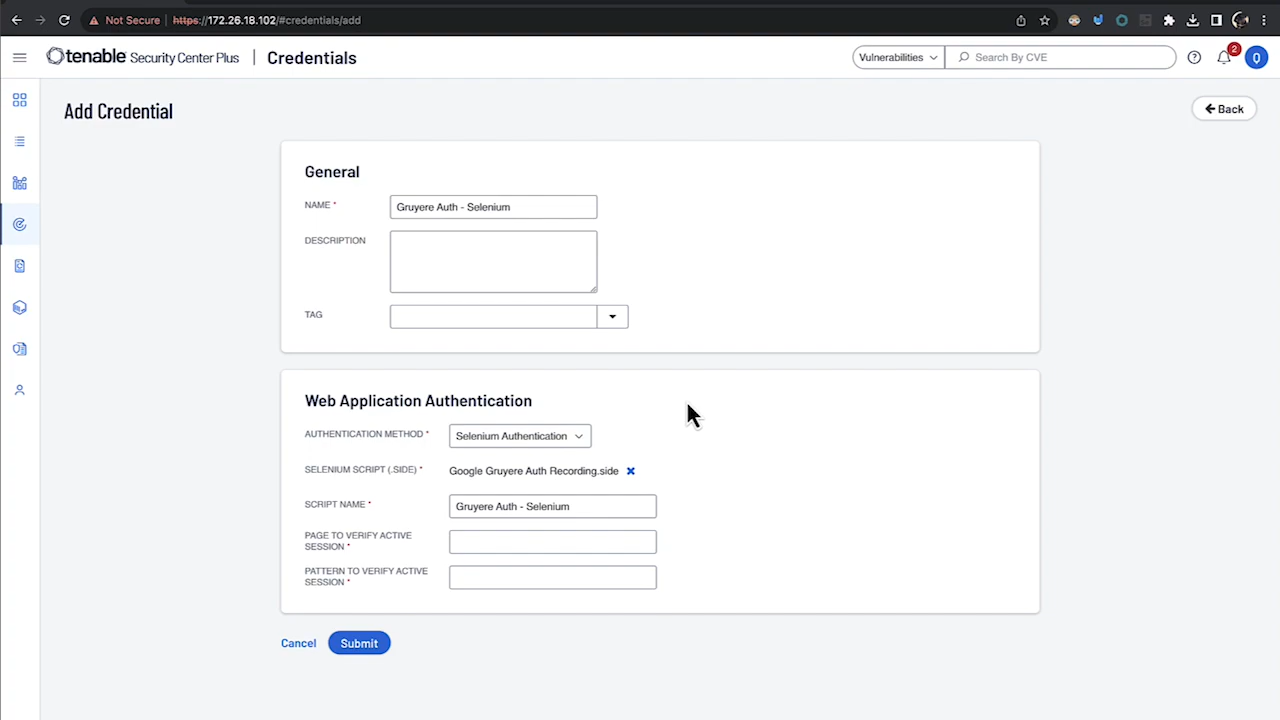 Not Secure https://172.26.18.102/#credentials/add
tenable Security Center Plus | Credentials
Vulnerabilities
Search By CVE
2
Q
Add Credential
Back
General
NAME *
Gruyere Auth - Selenium
DESCRIPTION
TAG
Web Application Authentication
AUTHENTICATION METHOD *
Selenium Authentication
SELENIUM SCRIPT (.SIDE) *
Google Gruyere Auth Recording.side
SCRIPT NAME *
Gruyere Auth - Selenium
PAGE TO VERIFY ACTIVE
SESSION *
PATTERN TO VERIFY ACTIVE
SESSION *
Cancel
Submit